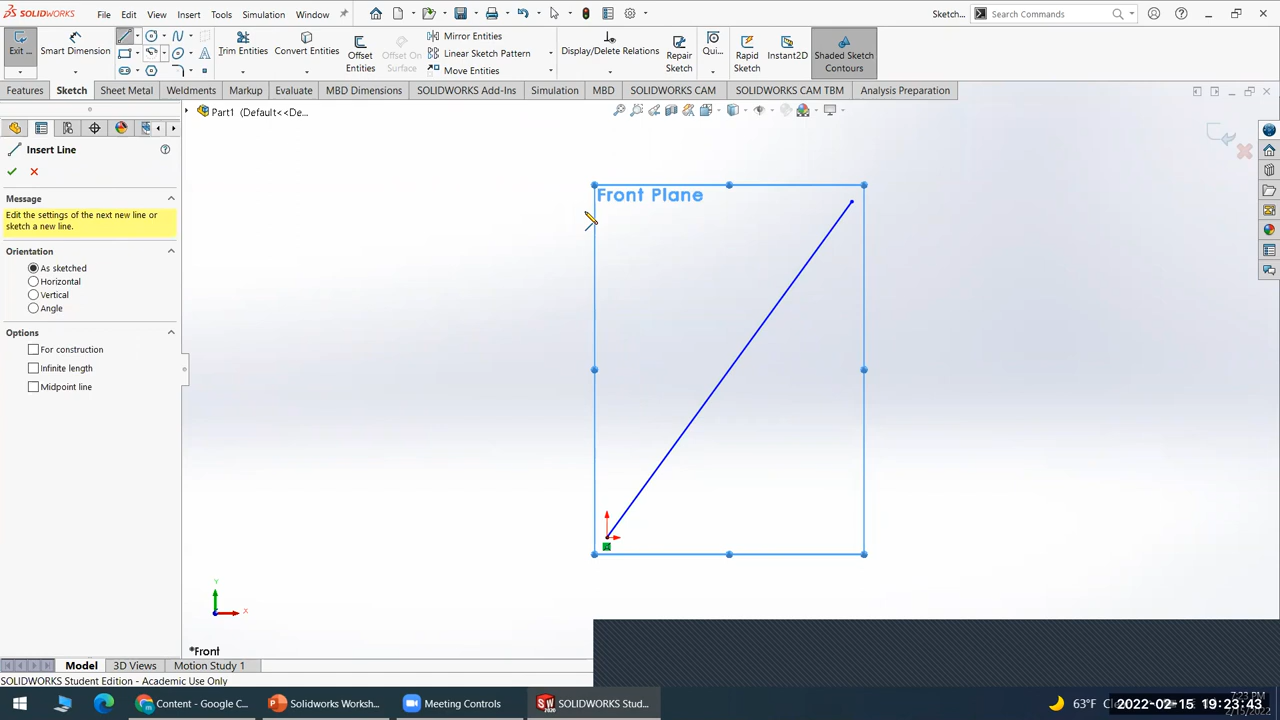 SOLIDWORKS File Edit View Insert Tools Simulation Window Sketch... Search Commands
Exit ... Smart Dimension Trim Entities Convert Entities Offset Entities Offset On Surface Mirror Entities Linear Sketch Pattern Move Entities Display/Delete Relations Repair Sketch Qui... Rapid Sketch Instant2D Shaded Sketch Contours
Features Sketch Sheet Metal Weldments Markup Evaluate MBD Dimensions SOLIDWORKS Add-Ins Simulation MBD SOLIDWORKS CAM SOLIDWORKS CAM TBM Analysis Preparation
Part1 (Default<<De...
Insert Line
Message
Edit the settings of the next new line or
sketch a new line.
Orientation
As sketched
Horizontal
Vertical
Angle
Options
For construction
Infinite length
Midpoint line
Front Plane
Y
X
*Front
Model 3D Views Motion Study 1
SOLIDWORKS Student Edition - Academic Use Only
Content - Google C... PowerPoint Worksh... Meeting Controls SOLIDWORKS Stud... 63°F
2022-02-15 19:23:43